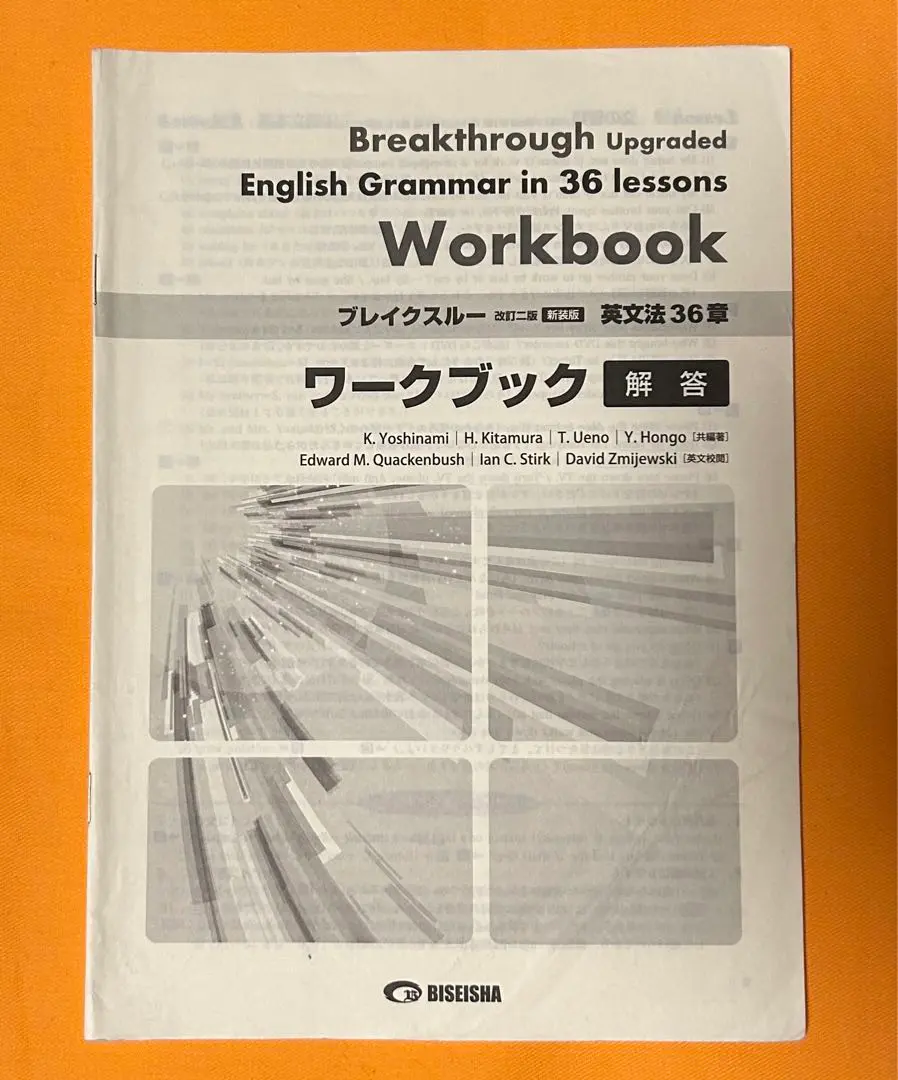 Breakthrough Upgraded
English Grammar in 36 lessons
Workbook
ブレイクスルー 改訂二版 新装版 英文法36章
ワークブック 解答
K. Yoshinami | H. Kitamura | T. Ueno | Y. Hongo [共編著]
Edward M. Quackenbush | Ian C. Stirk | David Zmijewski [英文校閲]
BISEISHA